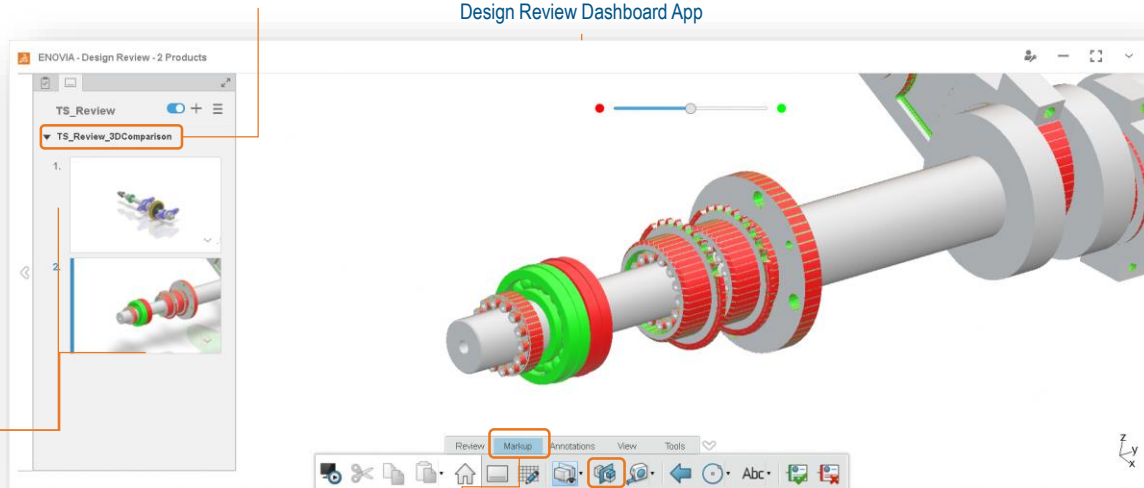 Design Review Dashboard App
ENOVIA - Design Review - 2 Products
TS_Review
TS_Review_3DComparison
1.
2.
Review Markup Annotations View Tools
Abc
z
y
x